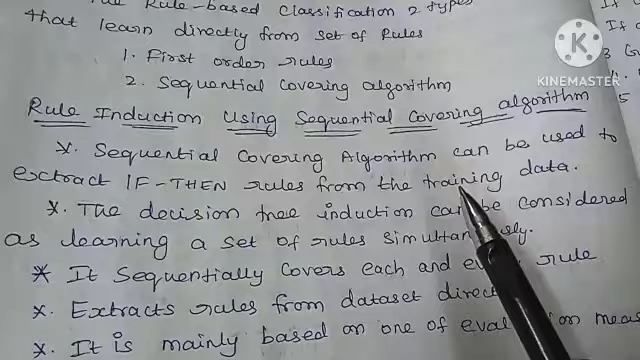 Rule-based classification 2 types
that learn directly from set of Rules
1. First order rules
2. Sequential Covering algorithm
Rule Induction Using Sequential Covering algorithm
*. Sequential Covering Algorithm can be used to
extract IF-THEN rules from the training data.
*. The decision tree induction can be considered
as learning a set of rules simultaneously.
* It Sequentially Covers each and every rule
*. Extracts rules from dataset
*. It is mainly based on one of
KINEMASTER